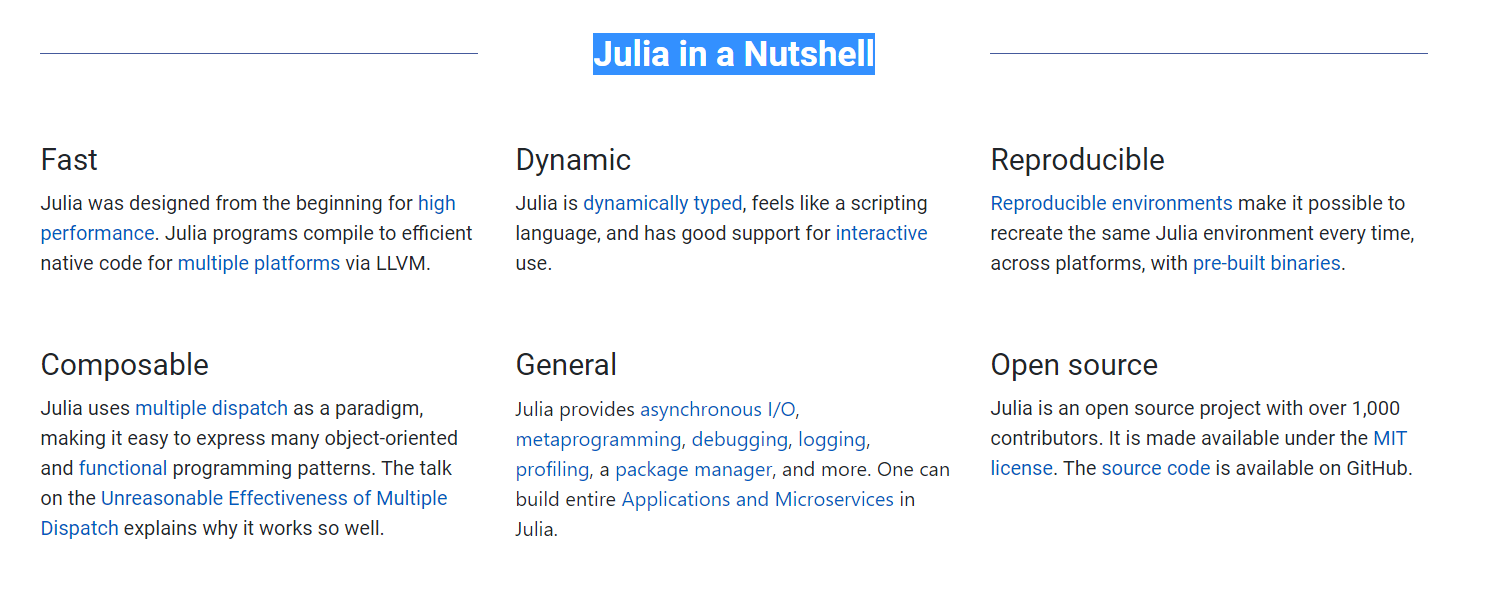 Julia in a Nutshell
Fast
Julia was designed from the beginning for high
performance. Julia programs compile to efficient
native code for multiple platforms via LLVM.
Dynamic
Julia is dynamically typed, feels like a scripting
language, and has good support for interactive
use.
Reproducible
Reproducible environments make it possible to
recreate the same Julia environment every time,
across platforms, with pre-built binaries.
Composable
Julia uses multiple dispatch as a paradigm,
making it easy to express many object-oriented
and functional programming patterns. The talk
on the Unreasonable Effectiveness of Multiple
Dispatch explains why it works so well.
General
Julia provides asynchronous I/O,
metaprogramming, debugging, logging,
profiling, a package manager, and more. One can
build entire Applications and Microservices in
Julia.
Open source
Julia is an open source project with over 1,000
contributors. It is made available under the MIT
license. The source code is available on GitHub.